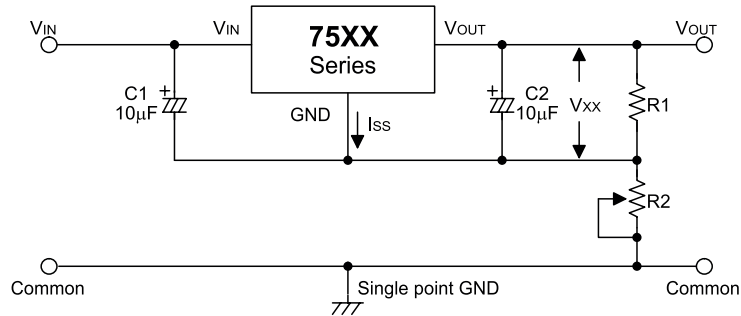 VIN
VIN
75XX
Series
VOUT
VOUT
C1
10μF
GND
ISS
C2
10μF
VXX
R1
R2
Common
Single point GND
Common